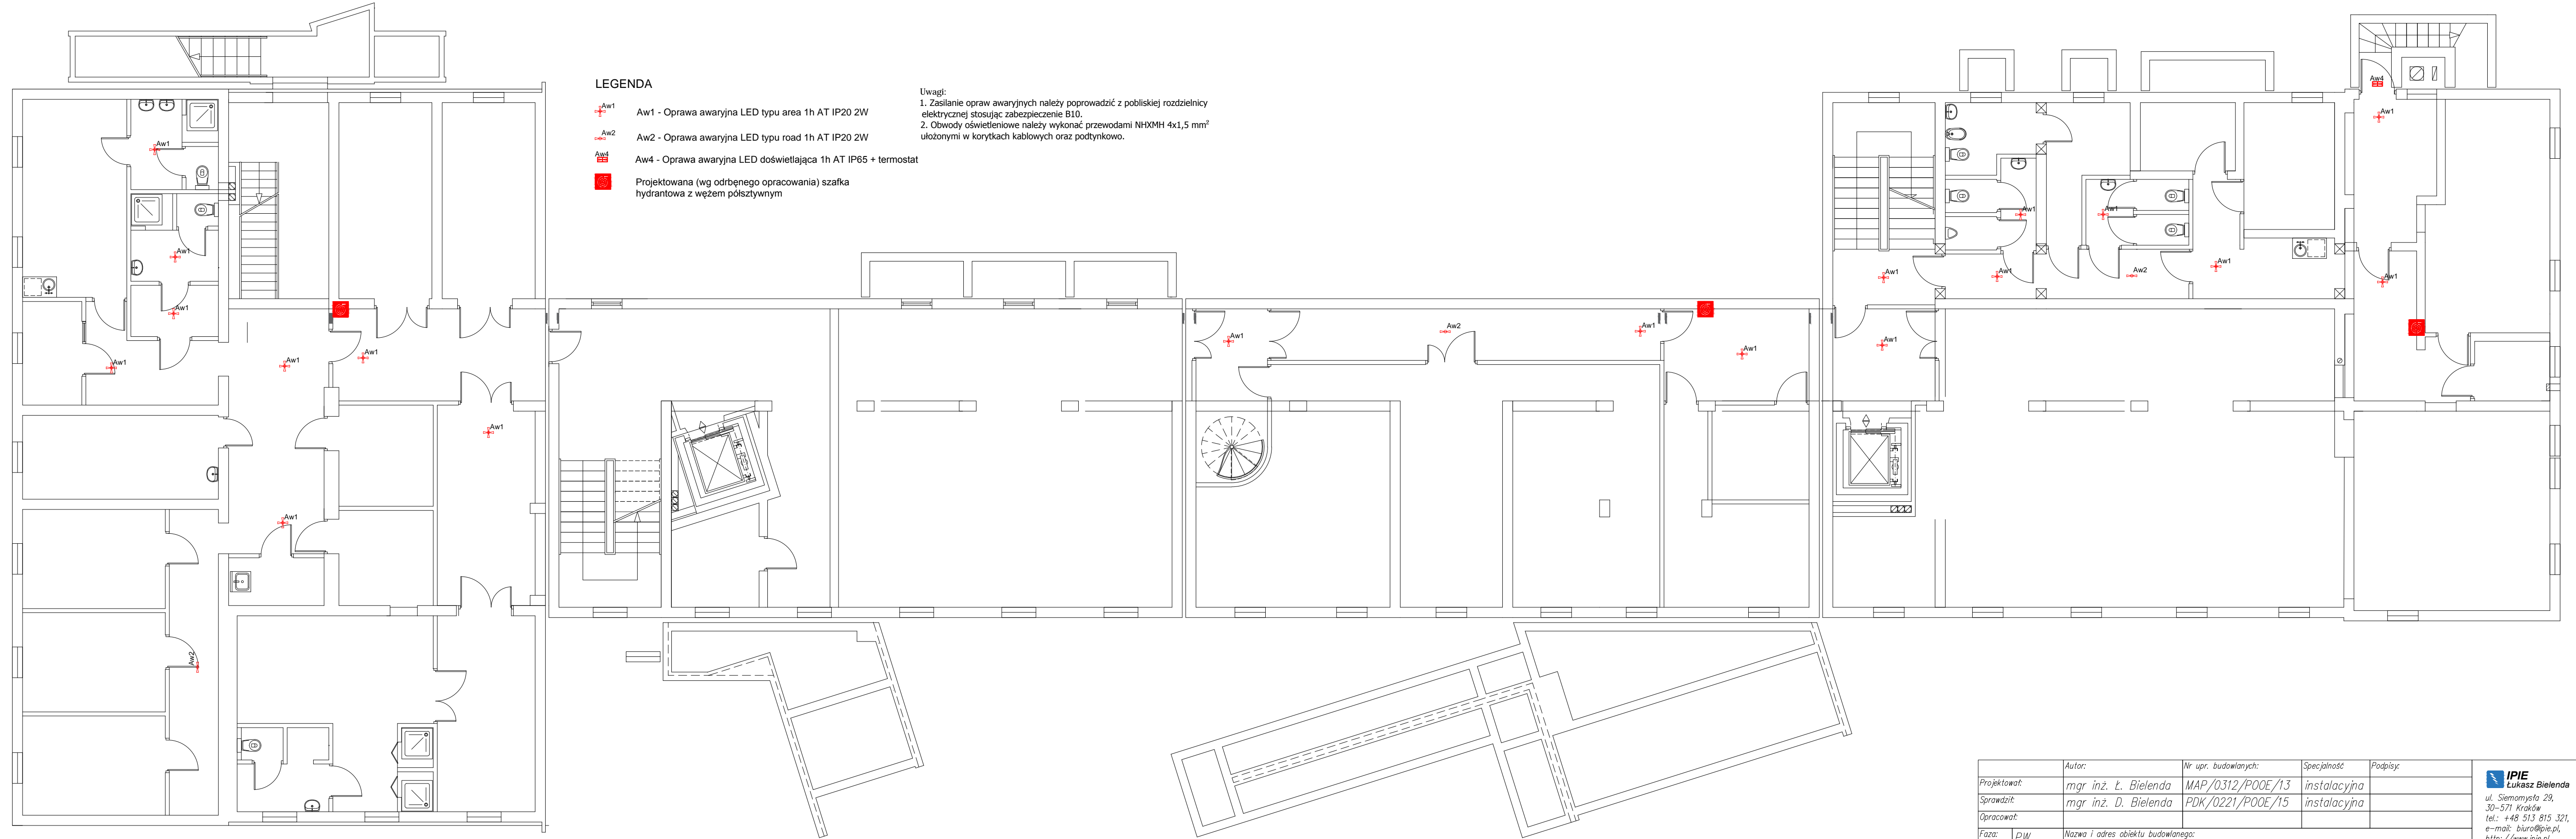 LEGENDA
Aw1 Aw1 - Oprawa awaryjna LED typu area 1h AT IP20 2W
Aw2 Aw2 - Oprawa awaryjna LED typu road 1h AT IP20 2W
Aw4 Aw4 - Oprawa awaryjna LED doświetlająca 1h AT IP65 + termostat
Projektowana (wg odrbęnego opracowania) szafka
hydrantowa z wężem półsztywnym
Uwagi:
1. Zasilanie opraw awaryjnych należy poprowadzić z pobliskiej rozdzielnicy
elektrycznej stosując zabezpieczenie B10.
2. Obwody oświetleniowe należy wykonać przewodami NHXMH 4x1,5 mm²
ułożonymi w korytkach kablowych oraz podtynkowo.
Aw1
Aw1
Aw1
Aw1
Aw1
Aw1
Aw1
Aw1
Aw2
Aw1
Aw2
Aw1
Aw1
Aw1
Aw1
Aw1
Aw1
Aw1
Aw2
Aw1
Aw4
Aw1
Aw1
Autor: Nr upr. budowlanych: Specjalność Podpisy:
Projektował: mgr inż. Ł. Bielenda MAP/0312/POOE/13 instalacyjna
Sprawdził: mgr inż. D. Bielenda PDK/0221/POOE/15 instalacyjna
Opracował:
Faza: P.W. Nazwa i adres obiektu budowlanego:
IPIE
Łukasz Bielenda
ul. Siemomysła 29,
30-571 Kraków
tel.: +48 513 815 321,
e-mail: biuro@ipie.pl,
http://www.ipie.pl